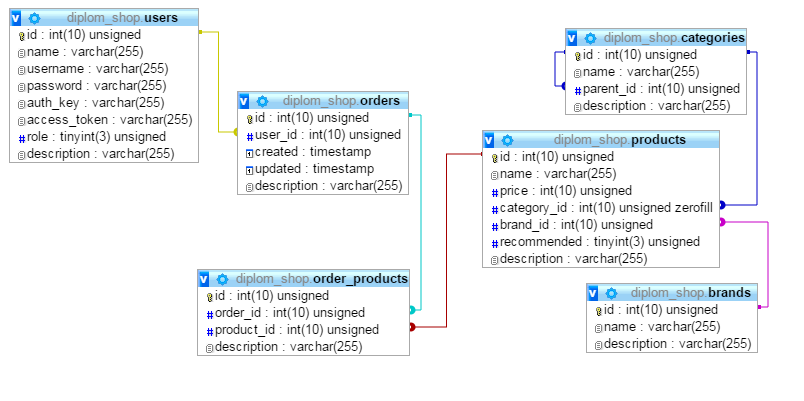 v diplom_shop.users
id : int(10) unsigned
name : varchar(255)
username : varchar(255)
password : varchar(255)
auth_key : varchar(255)
access_token : varchar(255)
# role : tinyint(3) unsigned
description : varchar(255)
v diplom_shop.orders
id : int(10) unsigned
# user_id : int(10) unsigned
created : timestamp
updated : timestamp
description : varchar(255)
v diplom_shop.categories
id : int(10) unsigned
name : varchar(255)
# parent_id : int(10) unsigned
description : varchar(255)
v diplom_shop.products
id : int(10) unsigned
name : varchar(255)
# price : int(10) unsigned
# category_id : int(10) unsigned zerofill
# brand_id : int(10) unsigned
# recommended : tinyint(3) unsigned
description : varchar(255)
v diplom_shop.order_products
id : int(10) unsigned
# order_id : int(10) unsigned
# product_id : int(10) unsigned
description : varchar(255)
v diplom_shop.brands
id : int(10) unsigned
name : varchar(255)
description : varchar(255)